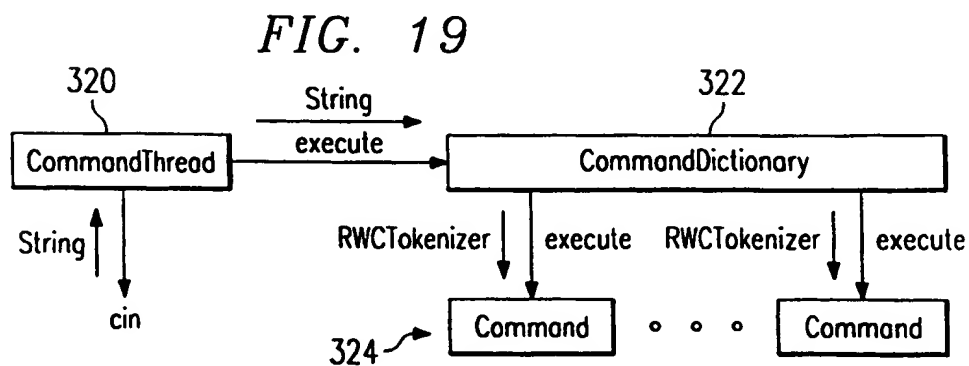 FIG. 19
320
String
322
CommandThread
execute
CommandDictionary
String
RWCTokenizer
execute
RWCTokenizer
execute
cin
324
Command
Command